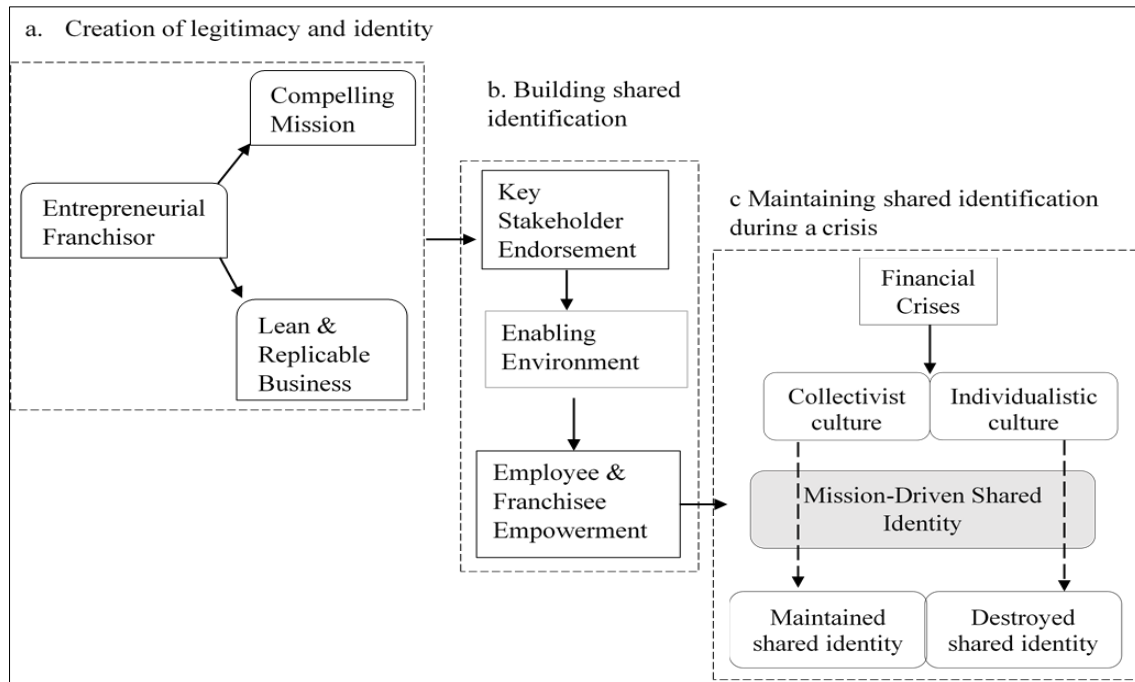 a. Creation of legitimacy and identity
Compelling
Mission
Entrepreneurial
Franchisor
Lean &
Replicable
Business
b. Building shared
identification
Key
Stakeholder
Endorsement
Enabling
Environment
Employee &
Franchisee
Empowerment
c Maintaining shared identification
during a crisis
Financial
Crises
Collectivist
culture
Individualistic
culture
Mission-Driven Shared
Identity
Maintained
shared identity
Destroyed
shared identity